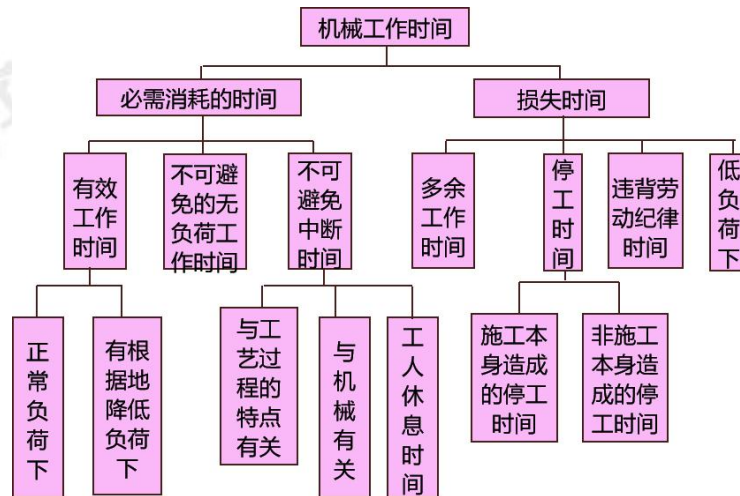 机械工作时间
必需消耗的时间
损失时间
有效
工作
时间
不可避
免的无
负荷工
作时间
不可
避免
中断
时间
多余
工作
时间
停
工
时
间
违背劳
动纪律
时间
低
负
荷
下
正
常
负
荷
下
有根
据地
降低
负荷
下
与工
艺过
程的
特点
有关
与
机
械
有
关
工
人
休
息
时
间
施工本
身造成
的停工
时间
非施工
本身造
成的停
工时间